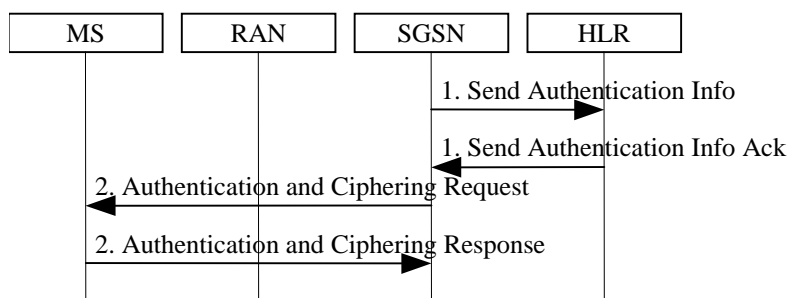 MS RAN SGSN HLR
1. Send Authentication Info
1. Send Authentication Info Ack
2. Authentication and Ciphering Request
2. Authentication and Ciphering Response